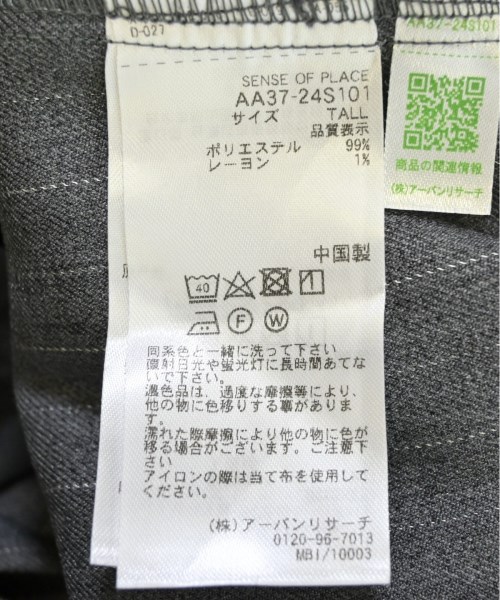 D-027
SENSE OF PLACE
AA37-24S101
サイズ TALL
品質表示
ポリエステル 99%
レーヨン 1%
中国製
40
F W
同系色と一緒に洗って下さい
直射日光や蛍光灯に長時間あてな
いで下さい。
濃色品は、過度な摩擦等により、
他の物に色移りする事がありま
す。
濡れた際摩擦により他の物に色が
移る場合がございます。ご注意下
さい
アイロンの際は当て布を使用して
ください。
(株)アーバンリサーチ
0120-96-7013
MBI/10003
AA37-24S101
商品の関連情報
(株)アーバンリサーチ